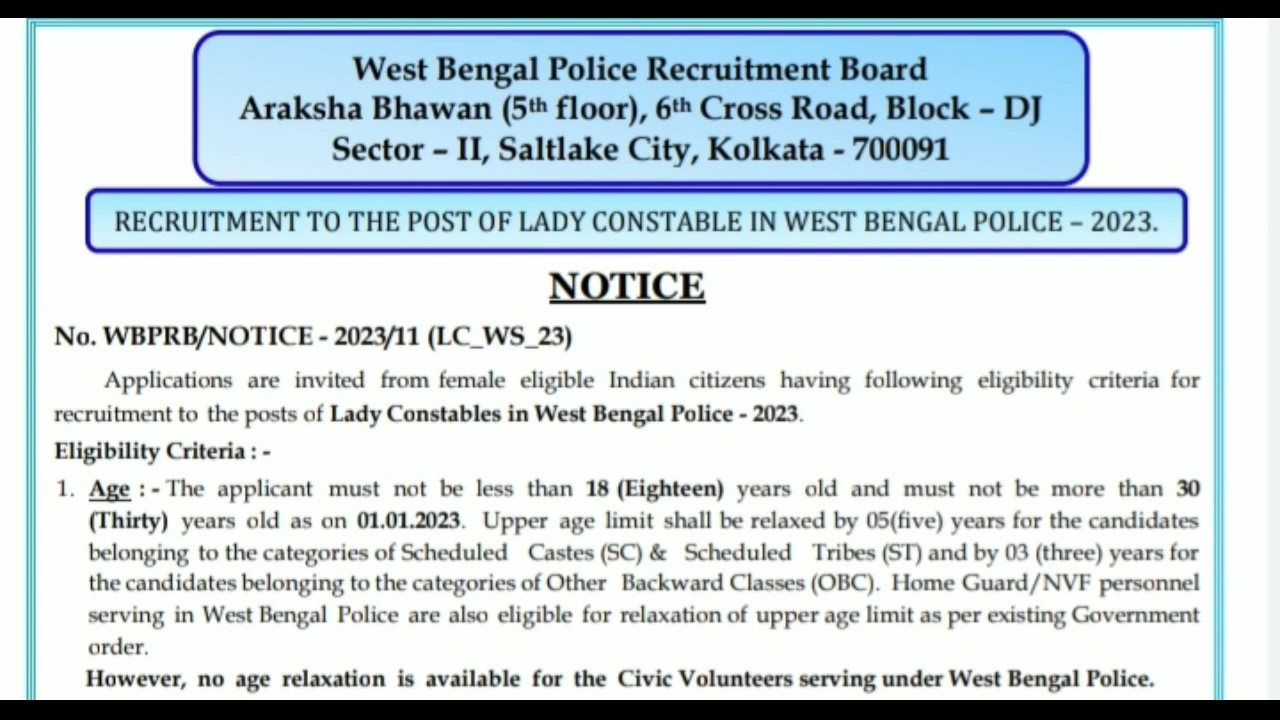 West Bengal Police Recruitment Board
Araksha Bhawan (5th floor), 6th Cross Road, Block – DJ
Sector – II, Saltlake City, Kolkata - 700091
RECRUITMENT TO THE POST OF LADY CONSTABLE IN WEST BENGAL POLICE – 2023.
NOTICE
No. WBPRB/NOTICE - 2023/11 (LC_WS_23)
Applications are invited from female eligible Indian citizens having following eligibility criteria for
recruitment to the posts of Lady Constables in West Bengal Police - 2023.
Eligibility Criteria : -
1. Age : - The applicant must not be less than 18 (Eighteen) years old and must not be more than 30
(Thirty) years old as on 01.01.2023. Upper age limit shall be relaxed by 05(five) years for the candidates
belonging to the categories of Scheduled Castes (SC) & Scheduled Tribes (ST) and by 03 (three) years for
the candidates belonging to the categories of Other Backward Classes (OBC). Home Guard/NVF personnel
serving in West Bengal Police are also eligible for relaxation of upper age limit as per existing Government
order.
However, no age relaxation is available for the Civic Volunteers serving under West Bengal Police.